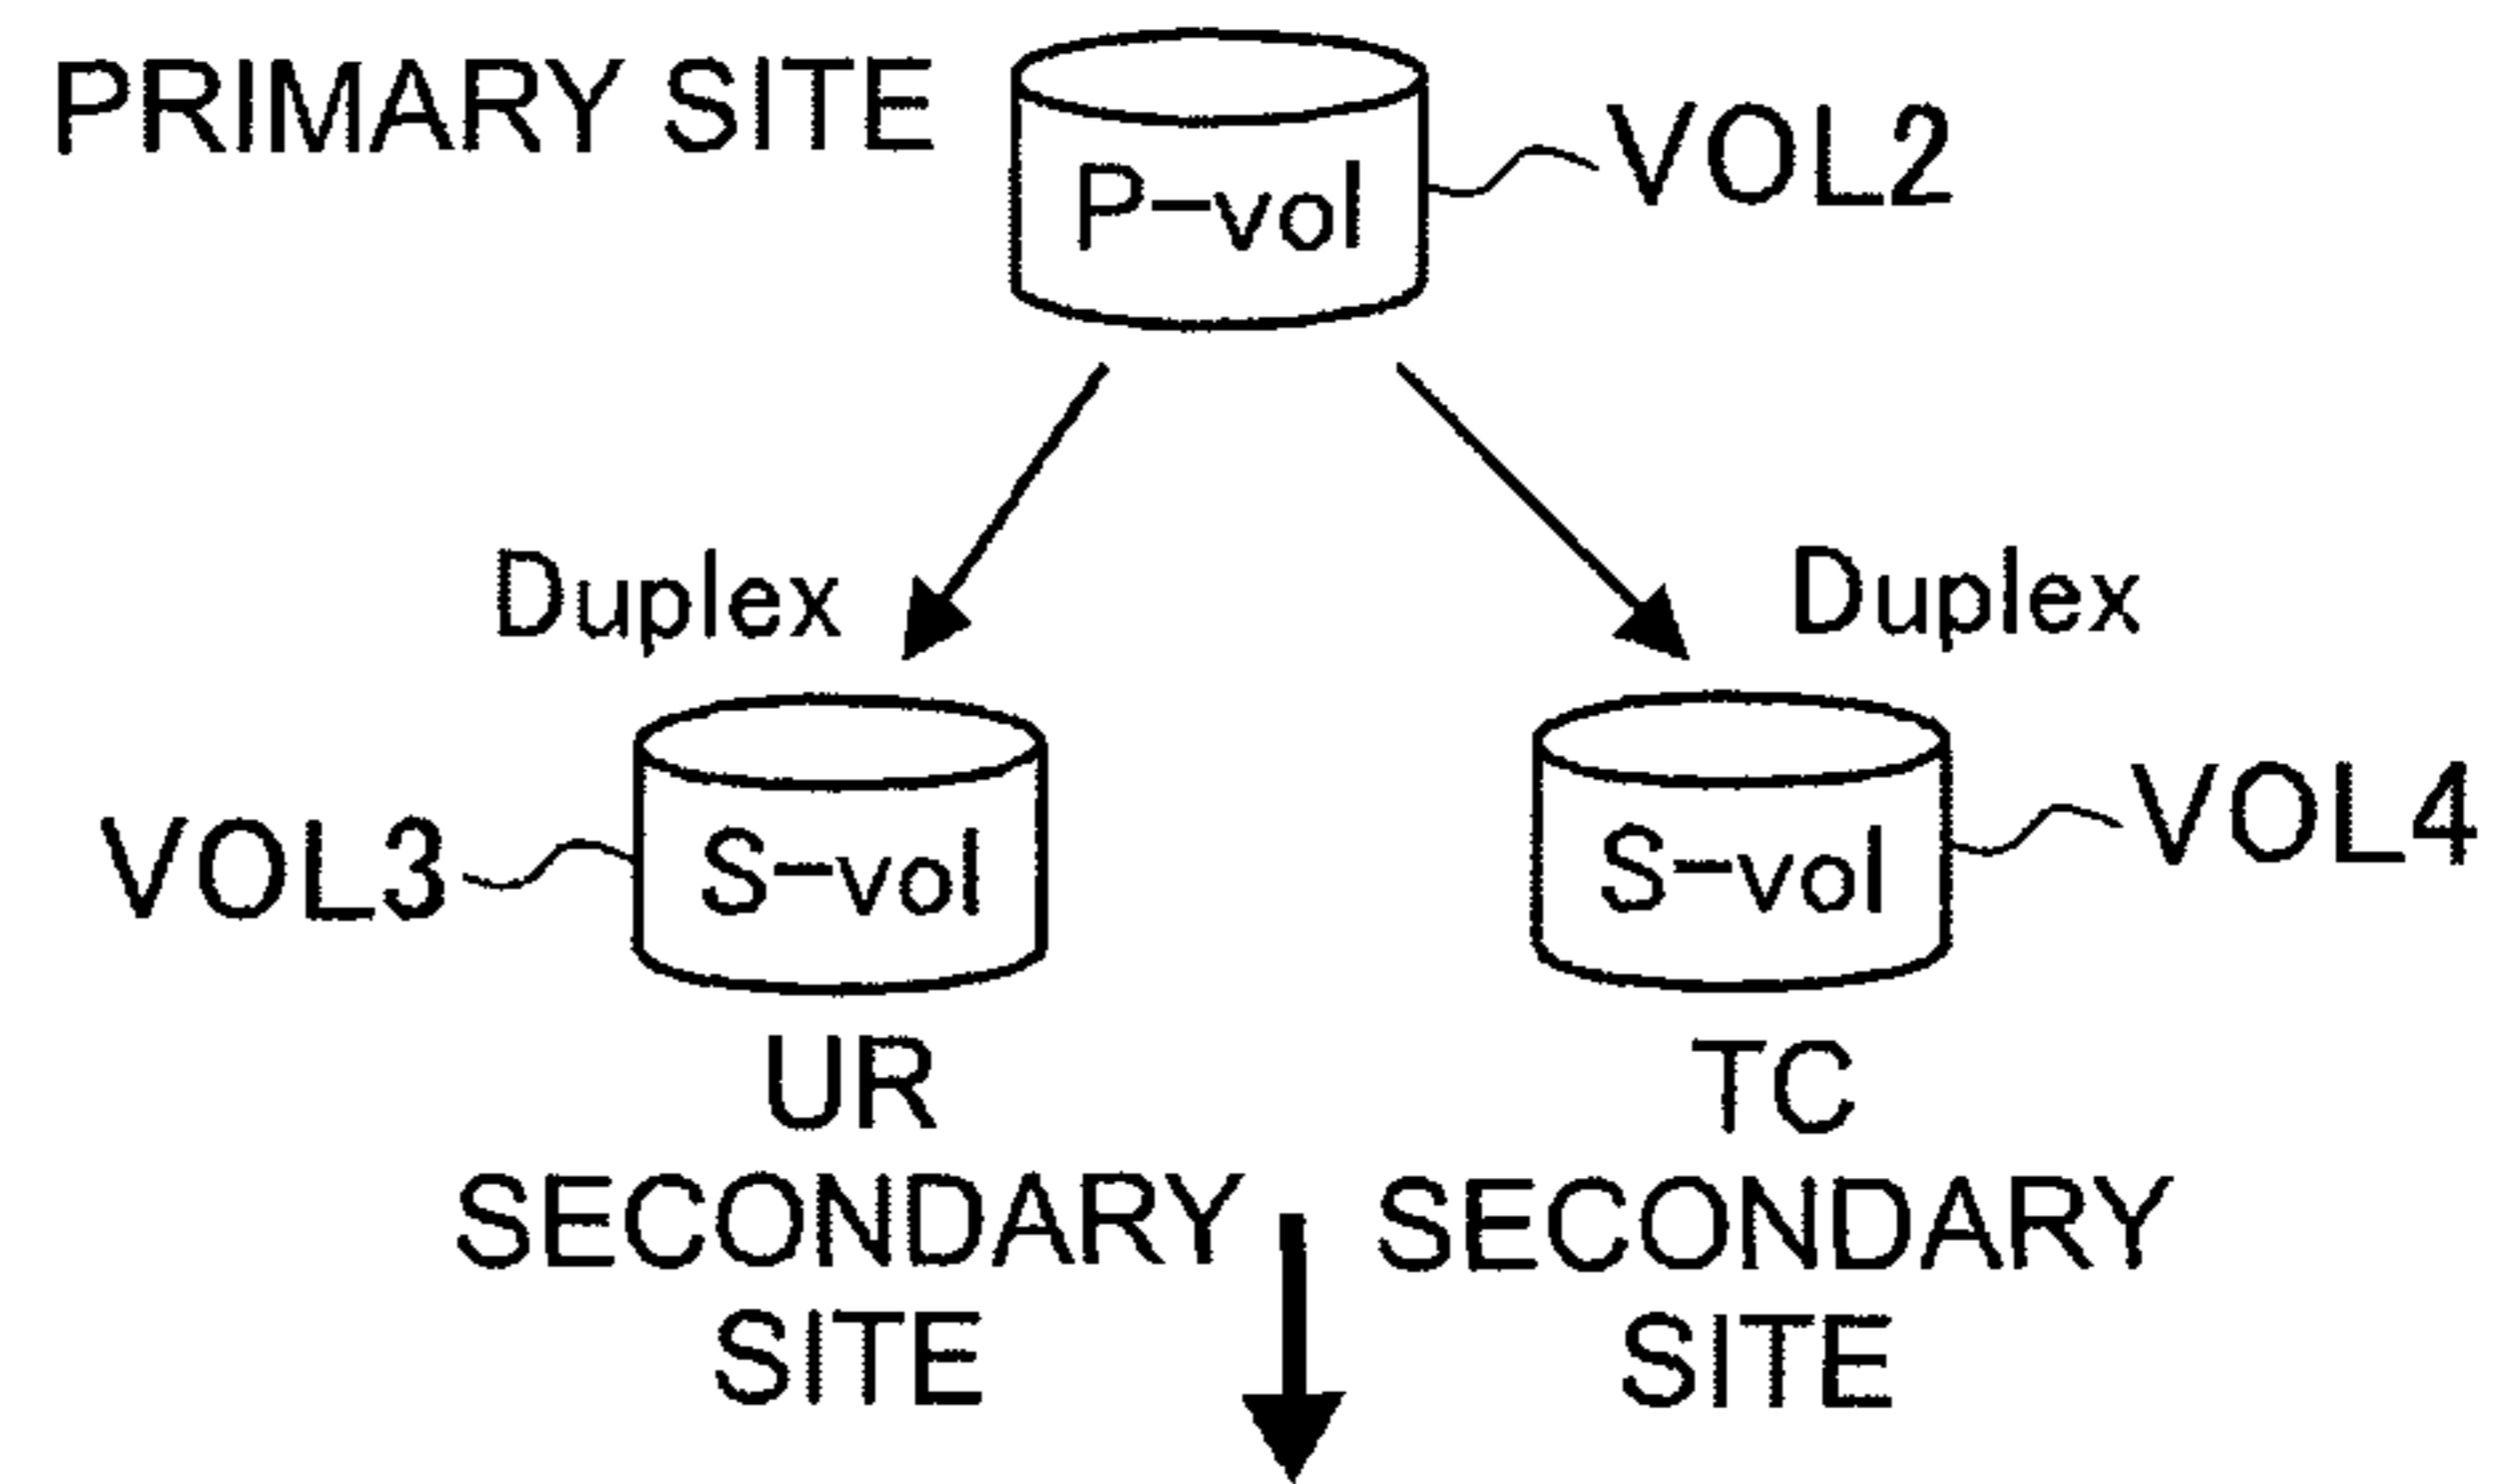 PRIMARY SITE
P-vol
VOL2
Duplex
Duplex
VOL3
S-vol
S-vol
VOL4
UR
SECONDARY
SITE
TC
SECONDARY
SITE